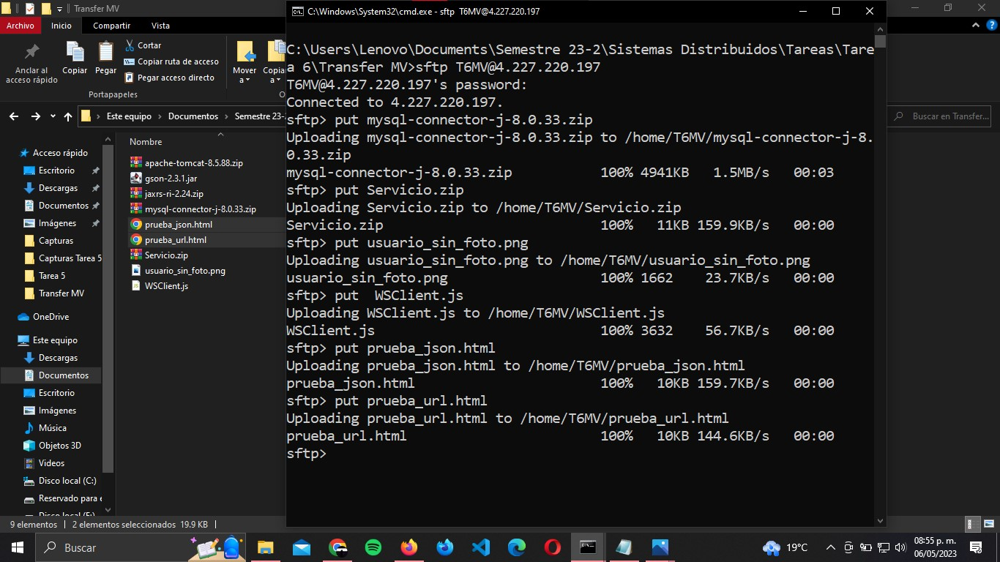 Transfer MV
Archivo Inicio Compartir Vista
Anclar al acceso rápido
Copiar
Pegar
Cortar
Copiar ruta de acceso
Pegar acceso directo
Mover a
Copiar a
Portapapeles
Este equipo > Documentos > Semestre 23-
Buscar en Transfer...
Acceso rápido
Escritorio
Descargas
Documentos
Imágenes
Capturas
Capturas Tarea 5
Tarea 5
Transfer MV
OneDrive
Este equipo
Descargas
Documentos
Escritorio
Imágenes
Música
Objetos 3D
Videos
Disco local (C:)
Reservado para e
Disco local (E:)
Nombre
apache-tomcat-8.5.88.zip
gson-2.3.1.jar
jaxrs-ri-2.24.zip
mysql-connector-j-8.0.33.zip
prueba_json.html
prueba_url.html
Servicio.zip
usuario_sin_foto.png
WSClient.js
9 elementos
2 elementos seleccionados 19.9 KB
C:\Windows\System32\cmd.exe - sftp T6MV@4.227.220.197
C:\Users\Lenovo\Documents\Semestre 23-2\Sistemas Distribuidos\Tareas\Tare
a 6\Transfer MV>sftp T6MV@4.227.220.197
T6MV@4.227.220.197's password:
Connected to 4.227.220.197.
sftp> put mysql-connector-j-8.0.33.zip
Uploading mysql-connector-j-8.0.33.zip to /home/T6MV/mysql-connector-j-8.
0.33.zip
mysql-connector-j-8.0.33.zip 100% 4941KB 1.5MB/s 00:03
sftp> put Servicio.zip
Uploading Servicio.zip to /home/T6MV/Servicio.zip
Servicio.zip 100% 11KB 159.9KB/s 00:00
sftp> put usuario_sin_foto.png
Uploading usuario_sin_foto.png to /home/T6MV/usuario_sin_foto.png
usuario_sin_foto.png 100% 1662 23.7KB/s 00:00
sftp> put  WSClient.js
Uploading WSClient.js to /home/T6MV/WSClient.js
WSClient.js 100% 3632 56.7KB/s 00:00
sftp> put prueba_json.html
Uploading prueba_json.html to /home/T6MV/prueba_json.html
prueba_json.html 100% 10KB 159.7KB/s 00:00
sftp> put prueba_url.html
Uploading prueba_url.html to /home/T6MV/prueba_url.html
prueba_url.html 100% 10KB 144.6KB/s 00:00
sftp>
Buscar
19°C
08:55 p. m.
06/05/2023